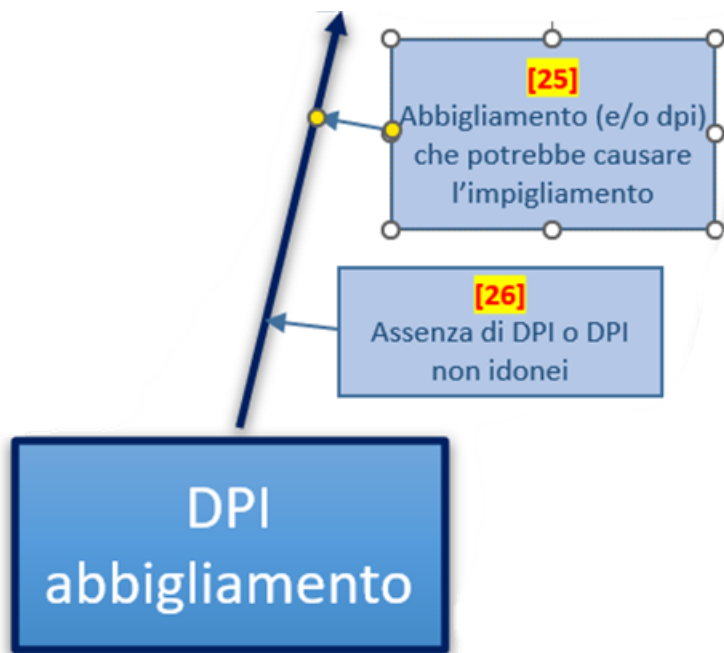 [25]
Abbigliamento (e/o dpi)
che potrebbe causare
l'impigliamento
[26]
Assenza di DPI o DPI
non idonei
DPI
abbigliamento